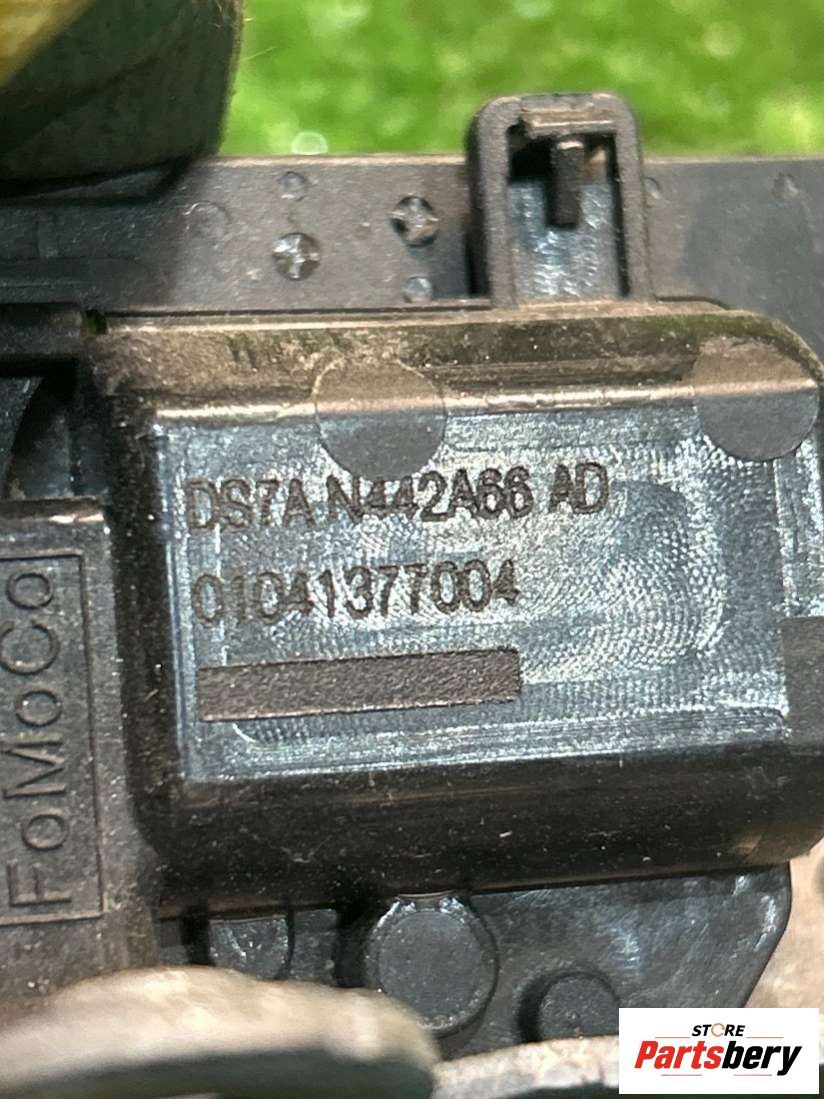 DS7A N442A66 AD
01041377004
FoMoCo
STORE
Partsbery